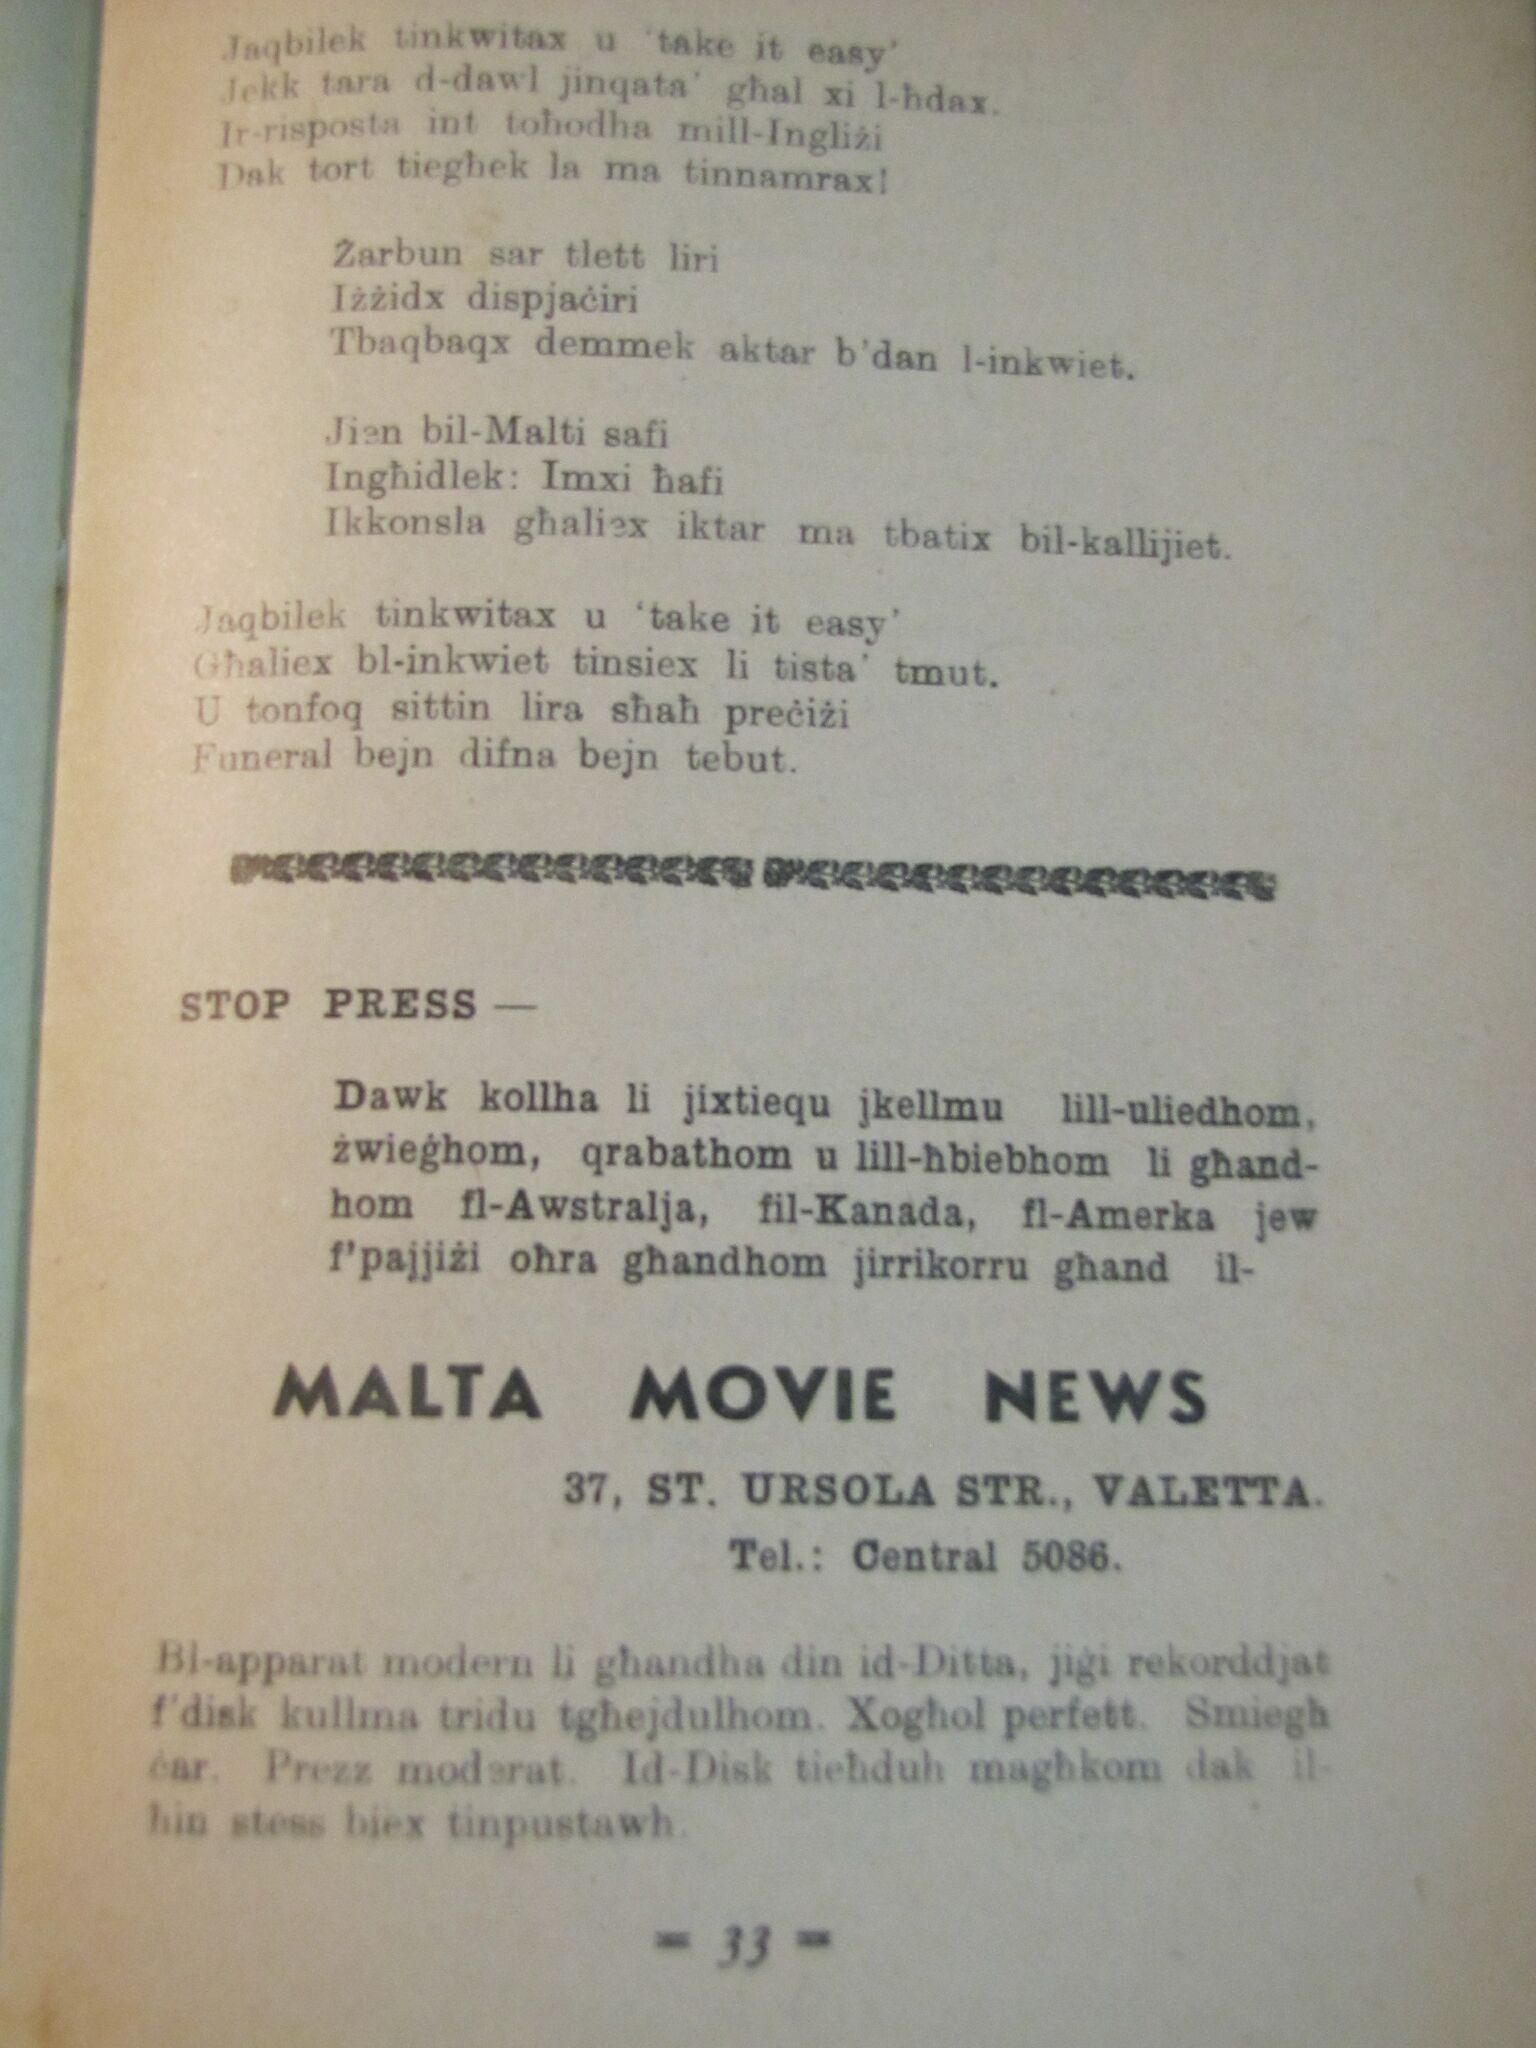 Jaqbilek tinkwitax u 'take it easy'
Jekk tara d-dawl jinqata' għal xi l-ħdax.
Ir-risposta int toħodha mill-Ingliżi
Dak tort tiegħek la ma tinnamrax!
Żarbun sar tlett liri
Iżżidx dispjaċiri
Tbaqbaqx demmek aktar b'dan l-inkwiet.
Jien bil-Malti safi
Ingħidlek: Imxi ħafi
Ikkonsla għaliex iktar ma tbatix bil-kallijiet.
Jaqbilek tinkwitax u 'take it easy'
Għaliex bl-inkwiet tinsiex li tista' tmut.
U tonfoq sittin lira sħaħ preċiżi
Funeral bejn difna bejn tebut.
STOP PRESS —
Dawk kollha li jixtiequ jkellmu lill-uliedhom,
żwieġhom, qrabathom u lill-ħbiebhom li għand-
hom fl-Awstralja, fil-Kanada, fl-Amerka jew
f'pajjiżi oħra għandhom jirrikorru għand il-
MALTA MOVIE NEWS
37, ST. URSOLA STR., VALETTA.
Tel.: Central 5086.
Bl-apparat modern li għandha din id-Ditta, jiġi rekorddjat
f'disk kullma tridu tgħejdulhom. Xogħol perfett. Smiegħ
ċar. Prezz moderat. Id-Disk tieħduh magħkom dak il-
ħin stess biex tinpustawh.
- 33 -